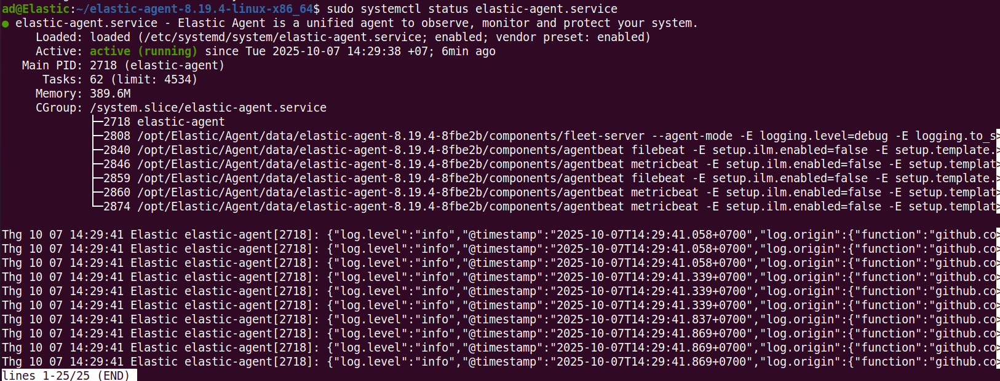 ad@Elastic:~/elastic-agent-8.19.4-linux-x86_64$ sudo systemctl status elastic-agent.service
● elastic-agent.service - Elastic Agent is a unified agent to observe, monitor and protect your system.
     Loaded: loaded (/etc/systemd/system/elastic-agent.service; enabled; vendor preset: enabled)
     Active: active (running) since Tue 2025-10-07 14:29:38 +07; 6min ago
   Main PID: 2718 (elastic-agent)
      Tasks: 62 (limit: 4534)
     Memory: 389.6M
     CGroup: /system.slice/elastic-agent.service
             ├─2718 elastic-agent
             ├─2808 /opt/Elastic/Agent/data/elastic-agent-8.19.4-8fbe2b/components/fleet-server --agent-mode -E logging.level=debug -E logging.to_s>
             ├─2840 /opt/Elastic/Agent/data/elastic-agent-8.19.4-8fbe2b/components/agentbeat filebeat -E setup.ilm.enabled=false -E setup.template.>
             ├─2846 /opt/Elastic/Agent/data/elastic-agent-8.19.4-8fbe2b/components/agentbeat metricbeat -E setup.ilm.enabled=false -E setup.templat>
             ├─2859 /opt/Elastic/Agent/data/elastic-agent-8.19.4-8fbe2b/components/agentbeat filebeat -E setup.ilm.enabled=false -E setup.template.>
             ├─2860 /opt/Elastic/Agent/data/elastic-agent-8.19.4-8fbe2b/components/agentbeat metricbeat -E setup.ilm.enabled=false -E setup.templat>
             └─2874 /opt/Elastic/Agent/data/elastic-agent-8.19.4-8fbe2b/components/agentbeat metricbeat -E setup.ilm.enabled=false -E setup.templat>
Thg 10 07 14:29:41 Elastic elastic-agent[2718]: {"log.level":"info","@timestamp":"2025-10-07T14:29:41.058+0700","log.origin":{"function":"github.co>
Thg 10 07 14:29:41 Elastic elastic-agent[2718]: {"log.level":"info","@timestamp":"2025-10-07T14:29:41.058+0700","log.origin":{"function":"github.co>
Thg 10 07 14:29:41 Elastic elastic-agent[2718]: {"log.level":"info","@timestamp":"2025-10-07T14:29:41.058+0700","log.origin":{"function":"github.co>
Thg 10 07 14:29:41 Elastic elastic-agent[2718]: {"log.level":"info","@timestamp":"2025-10-07T14:29:41.339+0700","log.origin":{"function":"github.co>
Thg 10 07 14:29:41 Elastic elastic-agent[2718]: {"log.level":"info","@timestamp":"2025-10-07T14:29:41.339+0700","log.origin":{"function":"github.co>
Thg 10 07 14:29:41 Elastic elastic-agent[2718]: {"log.level":"info","@timestamp":"2025-10-07T14:29:41.339+0700","log.origin":{"function":"github.co>
Thg 10 07 14:29:41 Elastic elastic-agent[2718]: {"log.level":"info","@timestamp":"2025-10-07T14:29:41.837+0700","log.origin":{"function":"github.co>
Thg 10 07 14:29:41 Elastic elastic-agent[2718]: {"log.level":"info","@timestamp":"2025-10-07T14:29:41.869+0700","log.origin":{"function":"github.co>
Thg 10 07 14:29:41 Elastic elastic-agent[2718]: {"log.level":"info","@timestamp":"2025-10-07T14:29:41.869+0700","log.origin":{"function":"github.co>
Thg 10 07 14:29:41 Elastic elastic-agent[2718]: {"log.level":"info","@timestamp":"2025-10-07T14:29:41.869+0700","log.origin":{"function":"github.co>
lines 1-25/25 (END)